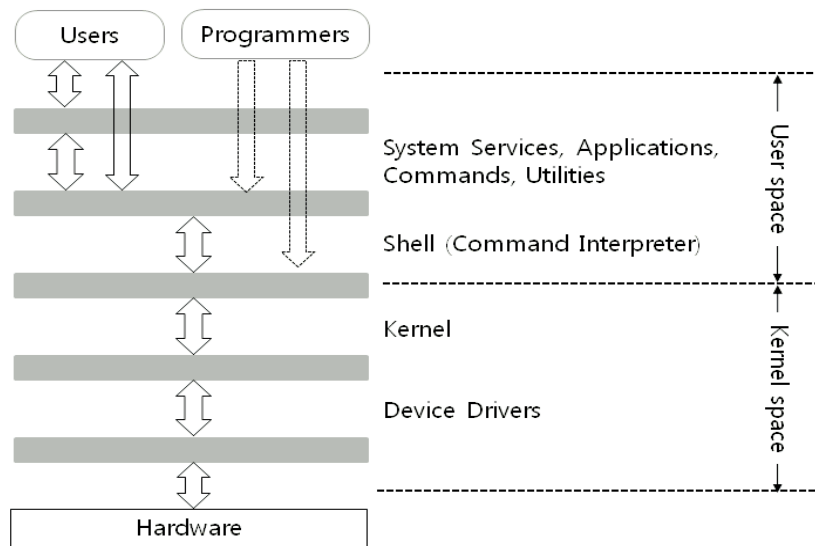 Users
Programmers
System Services, Applications,
Commands, Utilities
Shell (Command Interpreter)
User space
Kernel
Device Drivers
Kernel space
Hardware